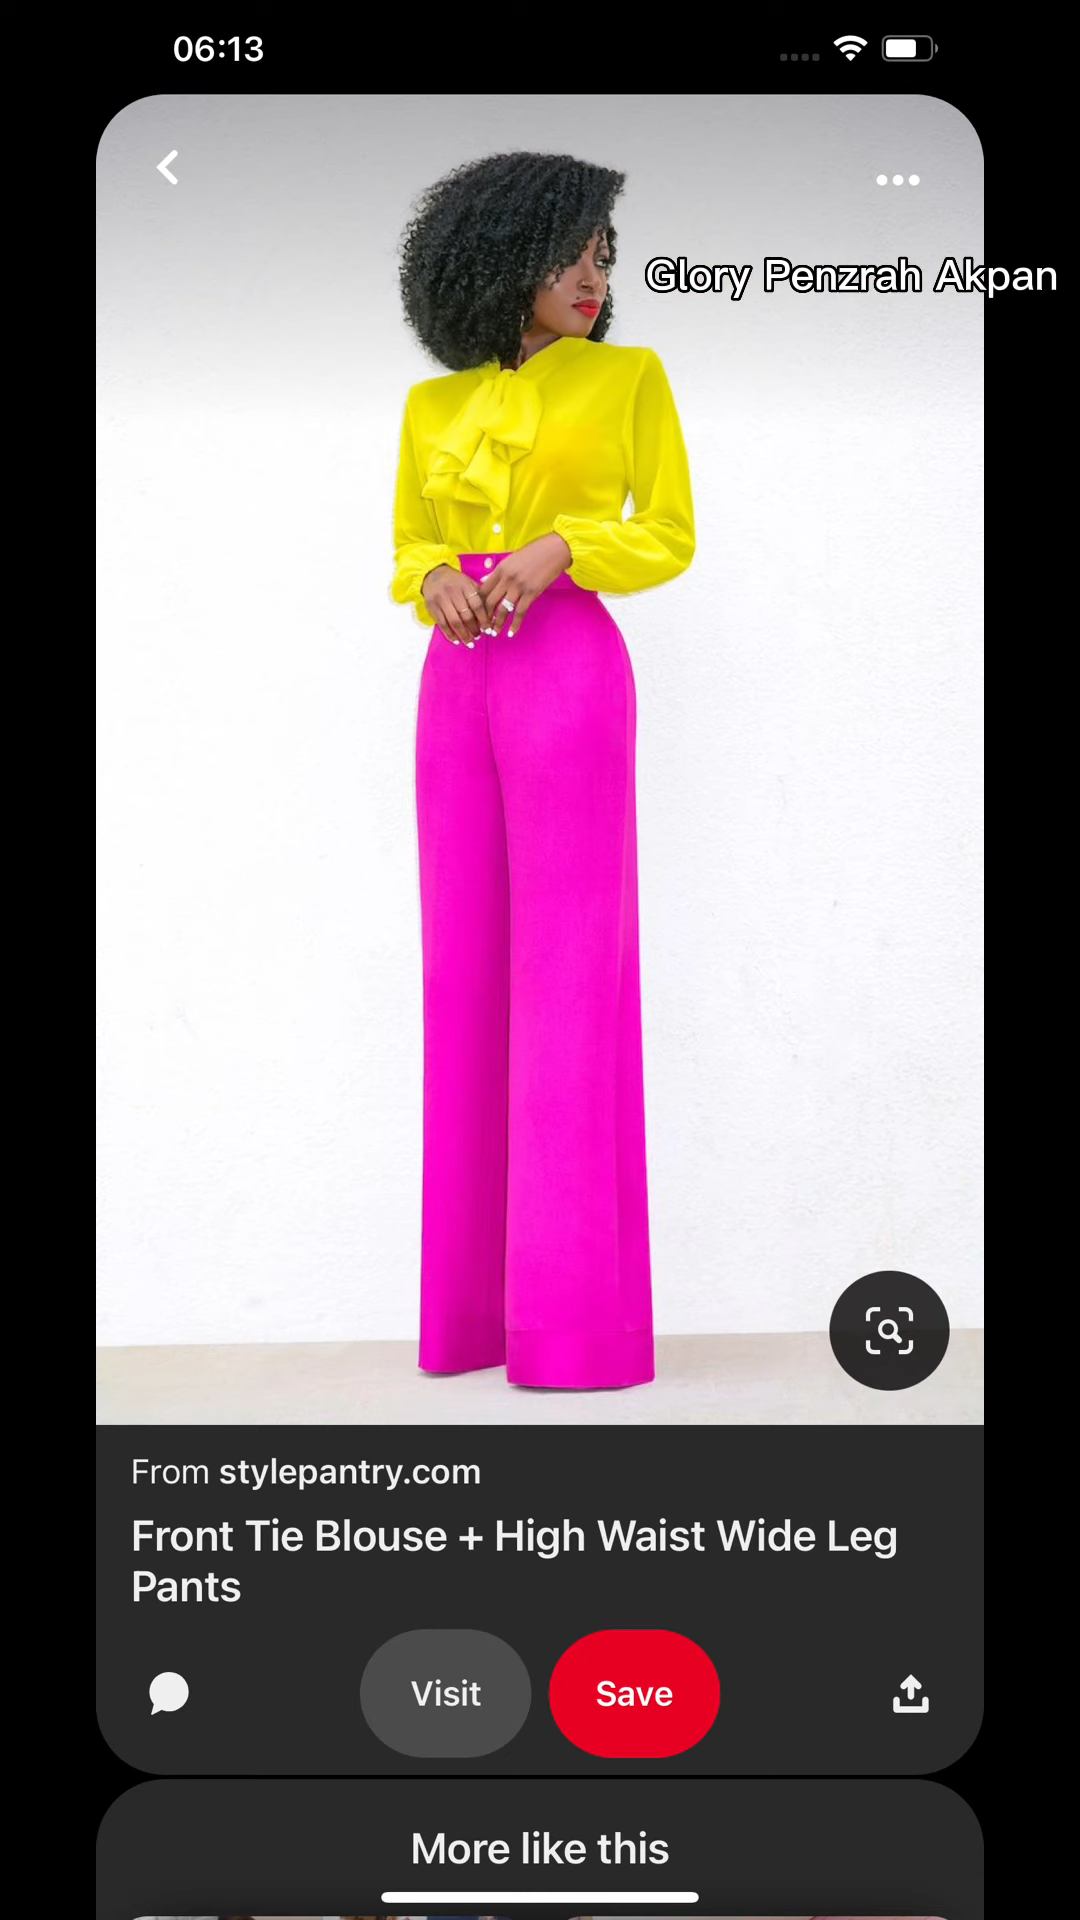 06:13
Glory Penzrah Akpan
From stylepantry.com
Front Tie Blouse + High Waist Wide Leg
Pants
Visit
Save
More like this